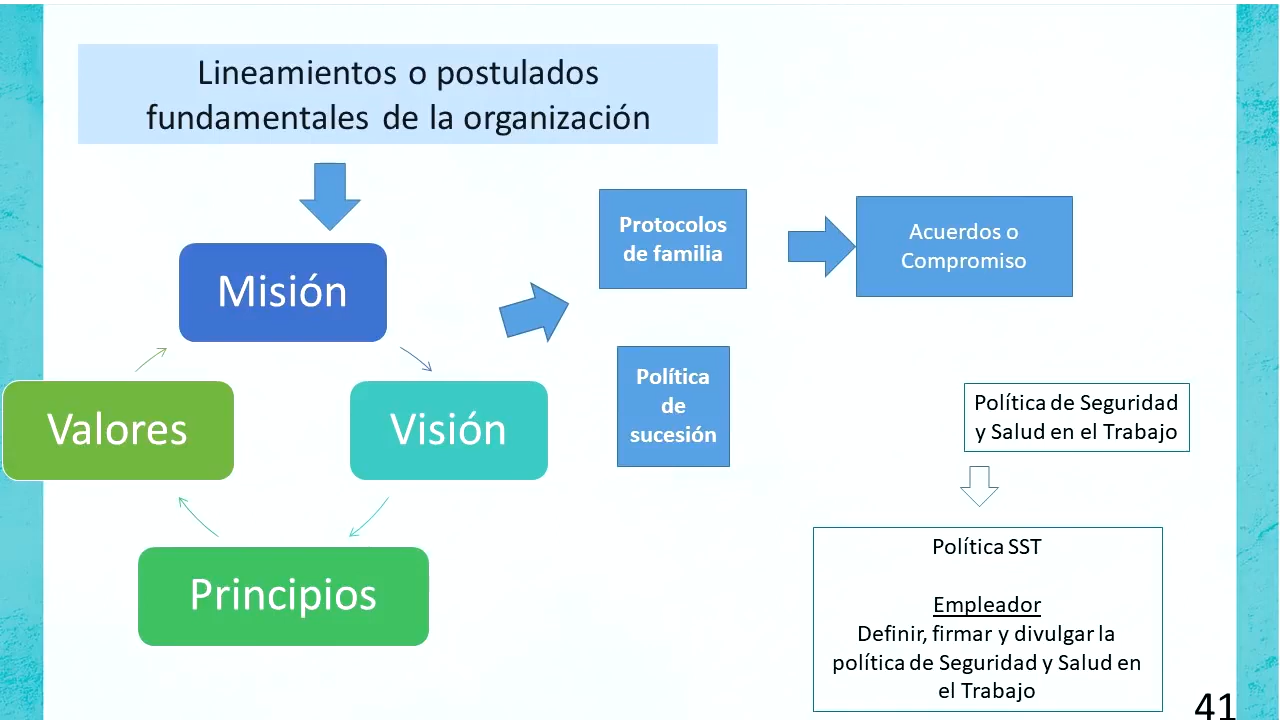 Lineamientos o postulados
fundamentales de la organización
Misión
Valores
Visión
Principios
Protocolos
de familia
Acuerdos o
Compromiso
Política
de
sucesión
Política de Seguridad
y Salud en el Trabajo
Política SST
Empleador
Definir, firmar y divulgar la
política de Seguridad y Salud en
el Trabajo
41